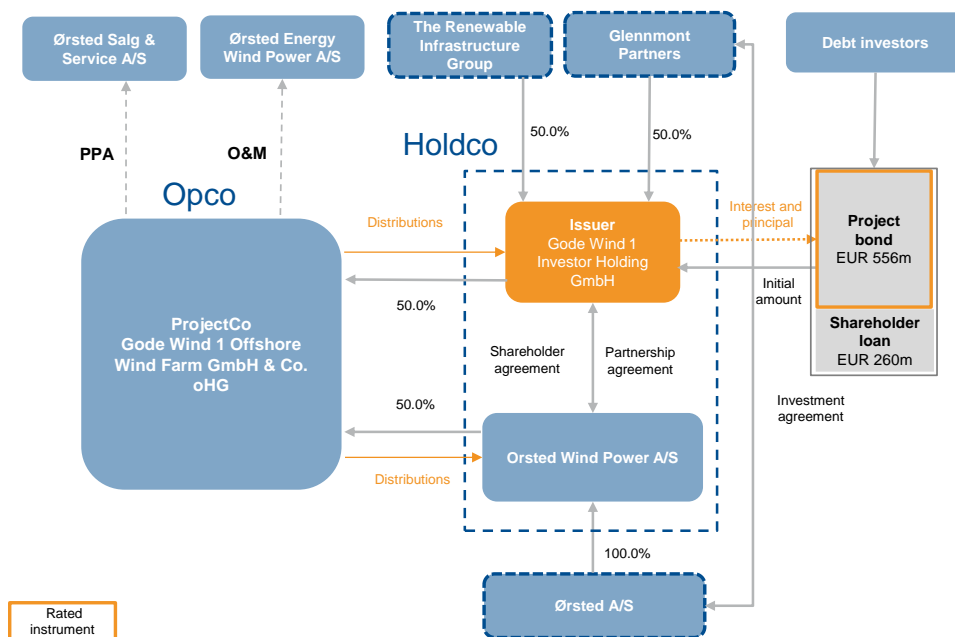 Ørsted Salg &
Service A/S
Ørsted Energy
Wind Power A/S
The Renewable
Infrastructure
Group
Glennmont
Partners
Debt investors
PPA
O&M
50.0%
50.0%
Holdco
Opco
Distributions
Issuer
Gode Wind 1
Investor Holding
GmbH
Interest and
principal
Project
bond
EUR 556m
50.0%
Initial
amount
ProjectCo
Gode Wind 1 Offshore
Wind Farm GmbH & Co.
oHG
Shareholder
agreement
Partnership
agreement
Shareholder
loan
EUR 260m
50.0%
Investment
agreement
Orsted Wind Power A/S
Distributions
100.0%
Ørsted A/S
Rated
instrument